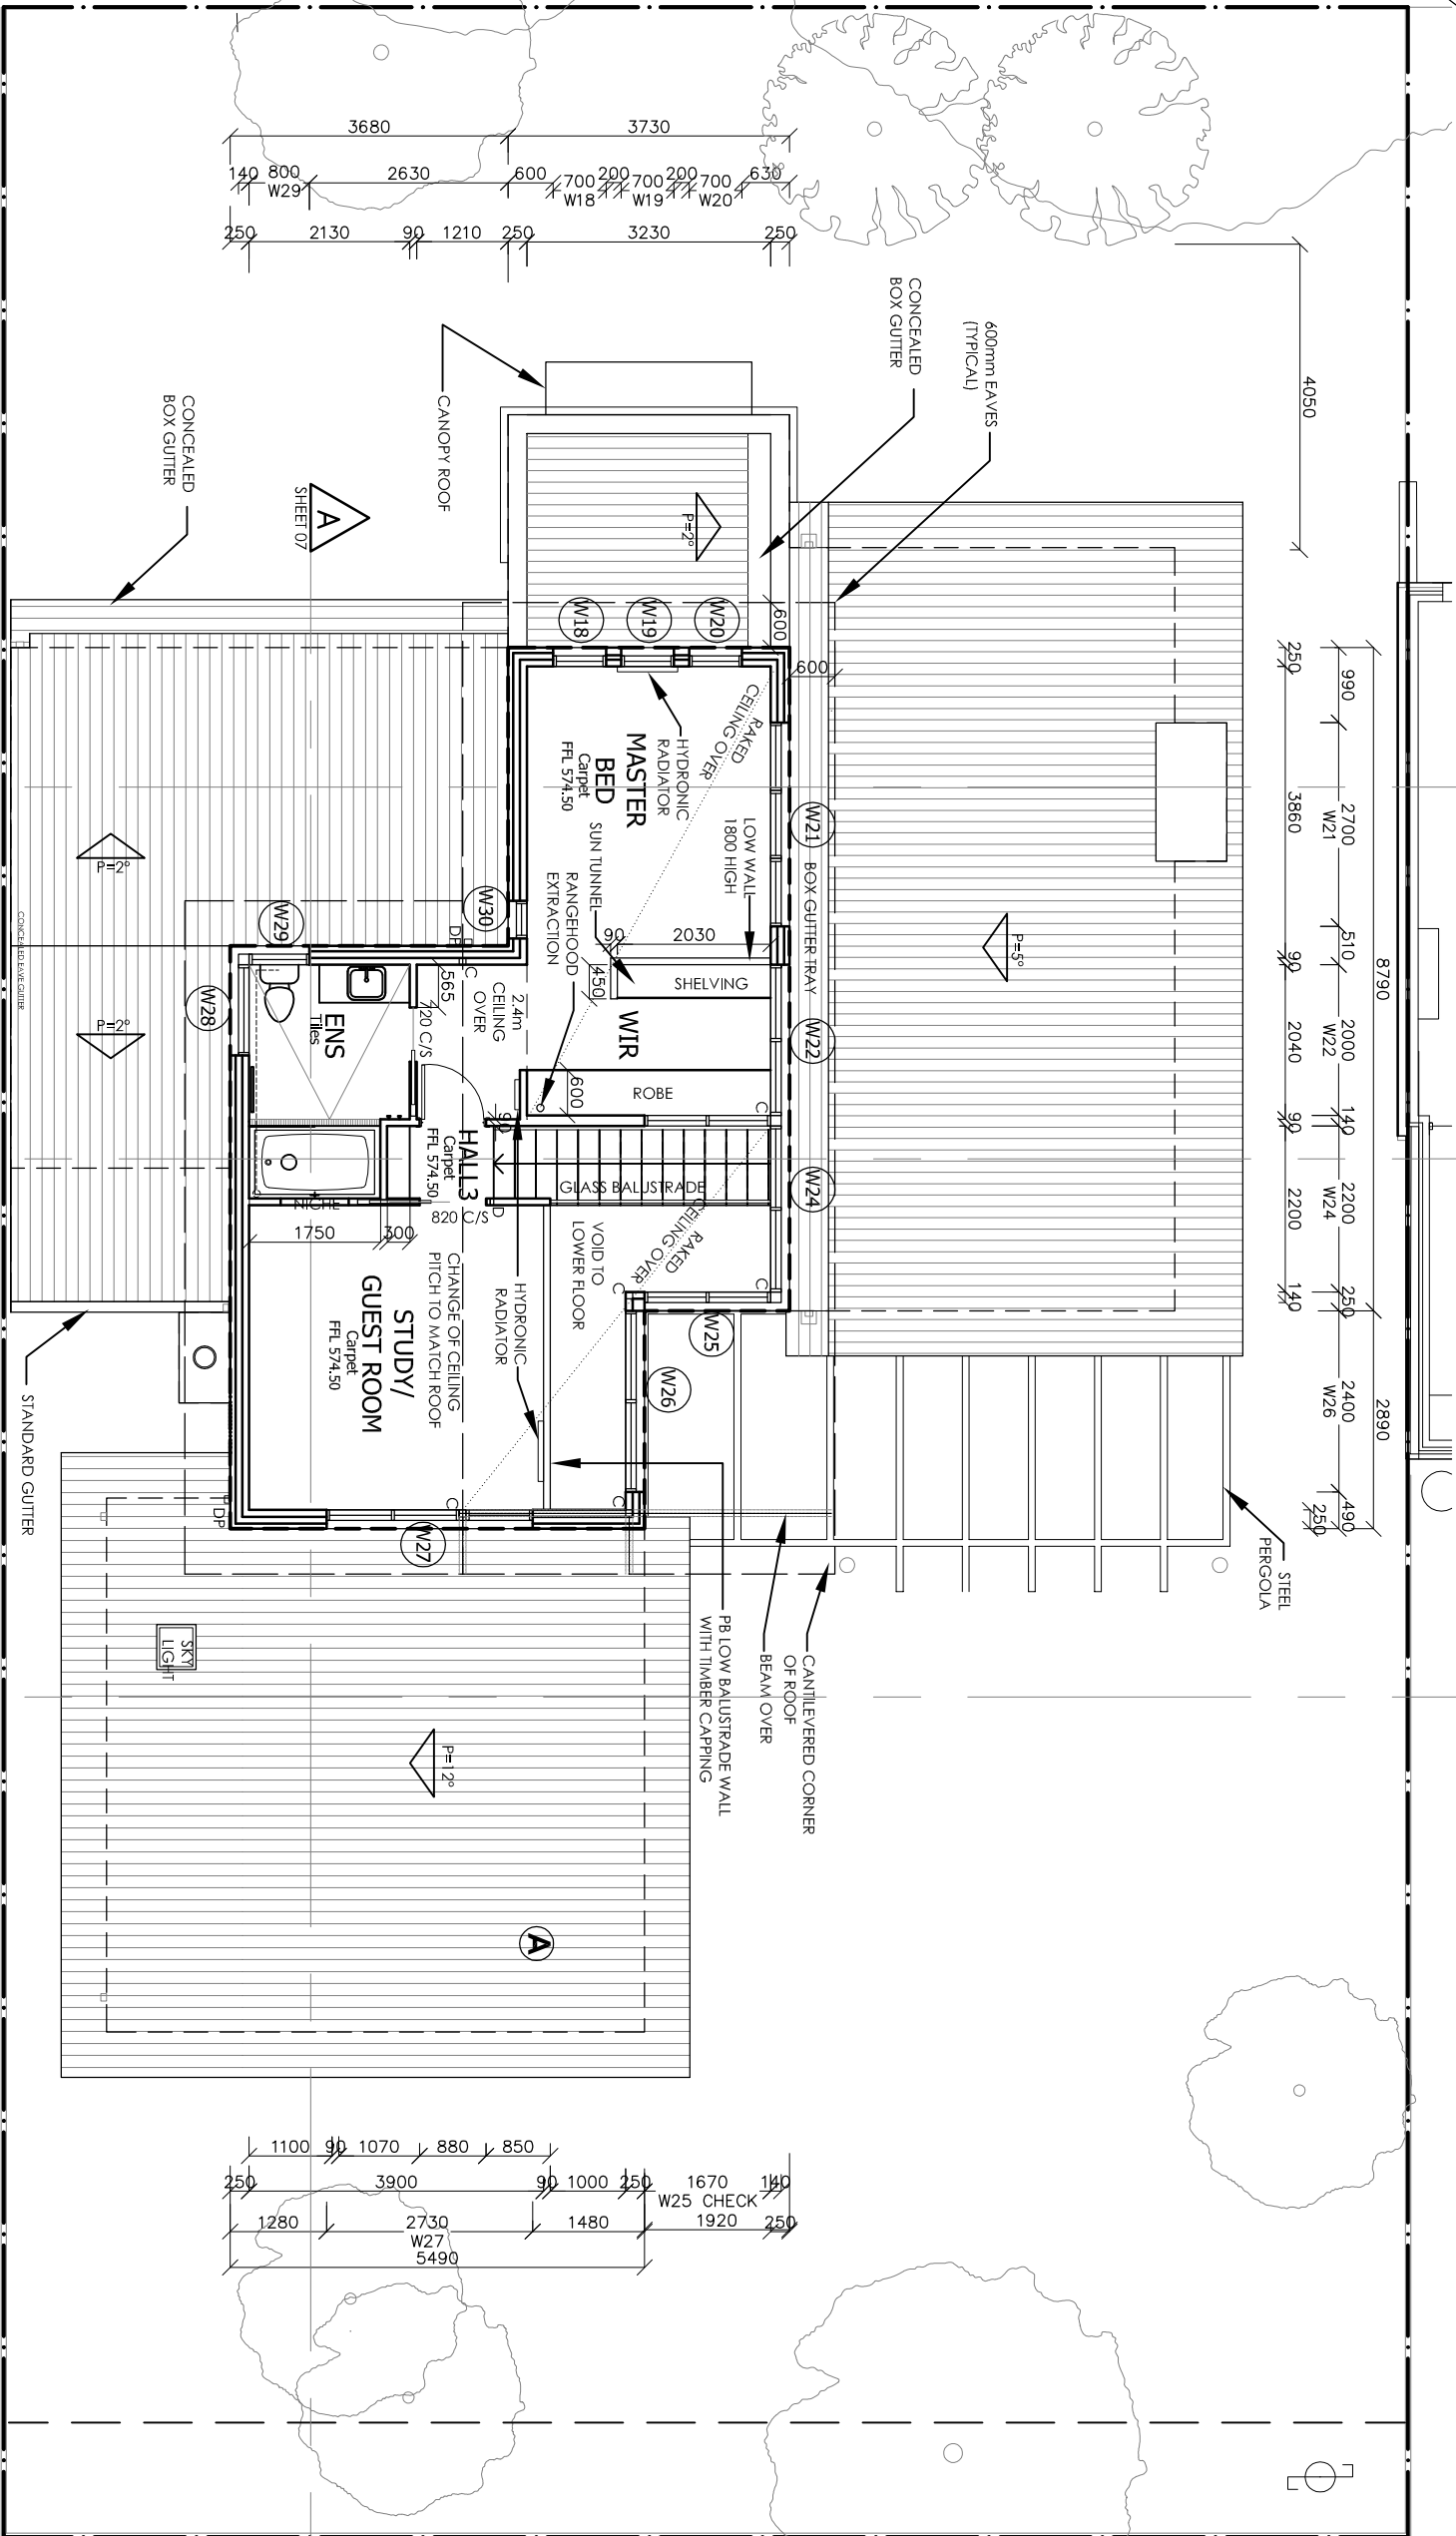 3680
3730
140
800
W29
2630
600
700
W18
200
700
W19
200
700
W20
630
250
2130
90
1210
250
3230
250
4050
600mm EAVES
(TYPICAL)
CONCEALED
BOX GUTTER
CANOPY ROOF
CONCEALED
BOX GUTTER
A
SHEET 07
P=2°
W18
W19
W20
600
600
250
990
2700
W21
510
8790
3860
90
2000
W22
2040
140
90
2200
W24
2200
250
140
2400
W26
2890
490
250
RAKED
CEILING OVER
HYDRONIC
RADIATOR
MASTER
BED
Carpet
FFL 574.50
SUN TUNNEL
RANGEHOOD
EXTRACTION
LOW WALL
1800 HIGH
W21
BOX GUTTER TRAY
P=5°
P=2°
CONCEALED EAVE GUTTER
P=2°
W29
W30
DP
C
W28
90
2030
450
SHELVING
WIR
565
2.4m
CEILING
OVER
720 C/S
ENS
Tiles
W22
600
ROBE
C
90
HALL3
Carpet
FFL 574.50
GLASS BALUSTRADE
W24
NICHE
820 C/S
D
1750
300
RAKED
CEILING OVER
VOID TO
LOWER FLOOR
C
C
W25
W26
CHANGE OF CEILING
PITCH TO MATCH ROOF
HYDRONIC
RADIATOR
STUDY/
GUEST ROOM
Carpet
FFL 574.50
STANDARD GUTTER
DP
C
C
W27
STEEL
PERGOLA
CANTILEVERED CORNER
OF ROOF
BEAM OVER
PB LOW BALUSTRADE WALL
WITH TIMBER CAPPING
SKY
LIGHT
P=12°
A
1100
90
1070
880
850
250
3900
90
1000
250
1670
140
W25 CHECK
1280
2730
W27
1480
1920
250
5490